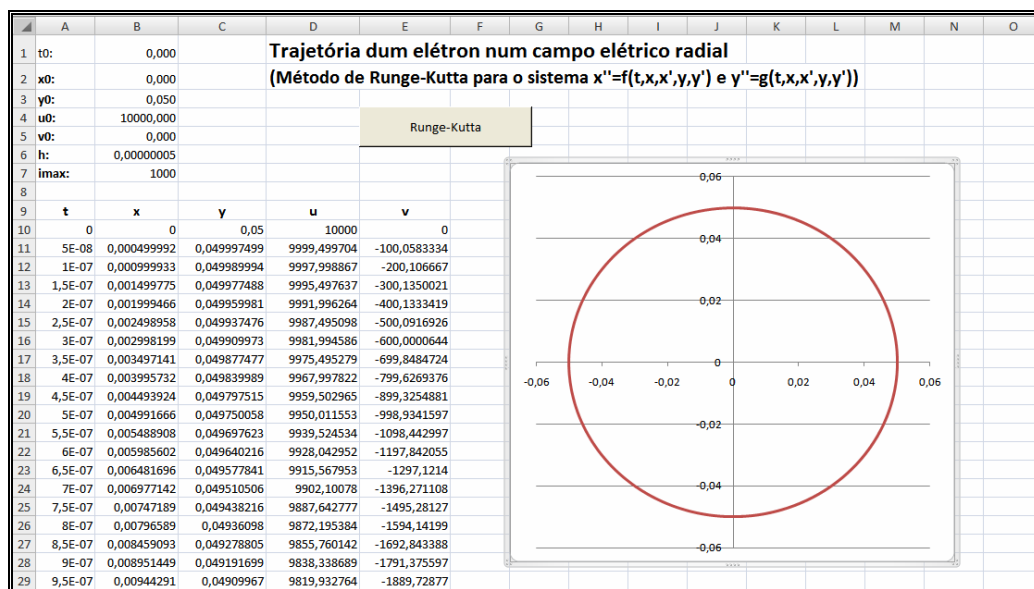 A B C D E F G H I J K L M N O
1 t0: 0,000 Trajetória dum elétron num campo elétrico radial
2 x0: 0,000 (Método de Runge-Kutta para o sistema x''=f(t,x,x',y,y') e y''=g(t,x,x',y,y'))
3 y0: 0,050
4 u0: 10000,000
5 v0: 0,000
Runge-Kutta
6 h: 0,00000005
7 imax: 1000
8
9 t x y u v
10 0 0 0,05 10000 0
11 5E-08 0,000499992 0,049997499 9999,499704 -100,0583334
12 1E-07 0,000999933 0,049989994 9997,998867 -200,106667
13 1,5E-07 0,001499775 0,049977488 9995,497637 -300,1350021
14 2E-07 0,001999466 0,049959981 9991,996264 -400,1333419
15 2,5E-07 0,002498958 0,049937476 9987,495098 -500,0916926
16 3E-07 0,002998199 0,049909973 9981,994586 -600,0000644
17 3,5E-07 0,003497141 0,049877477 9975,495279 -699,8484724
18 4E-07 0,003995732 0,049839989 9967,997822 -799,6269376
19 4,5E-07 0,004493924 0,049797515 9959,502965 -899,3254881
20 5E-07 0,004991666 0,049750058 9950,011553 -998,9341597
21 5,5E-07 0,005488908 0,049697623 9939,524534 -1098,442997
22 6E-07 0,005985602 0,049640216 9928,042952 -1197,842055
23 6,5E-07 0,006481696 0,049577841 9915,567953 -1297,1214
24 7E-07 0,006977142 0,049510506 9902,10078 -1396,271108
25 7,5E-07 0,00747189 0,049438216 9887,642777 -1495,28127
26 8E-07 0,00796589 0,04936098 9872,195384 -1594,14199
27 8,5E-07 0,008459093 0,049278805 9855,760142 -1692,843388
28 9E-07 0,008951449 0,049191699 9838,338689 -1791,375597
29 9,5E-07 0,00944291 0,04909967 9819,932764 -1889,72877
0,06
0,04
0,02
0
-0,06 -0,04 -0,02 0 0,02 0,04 0,06
-0,02
-0,04
-0,06